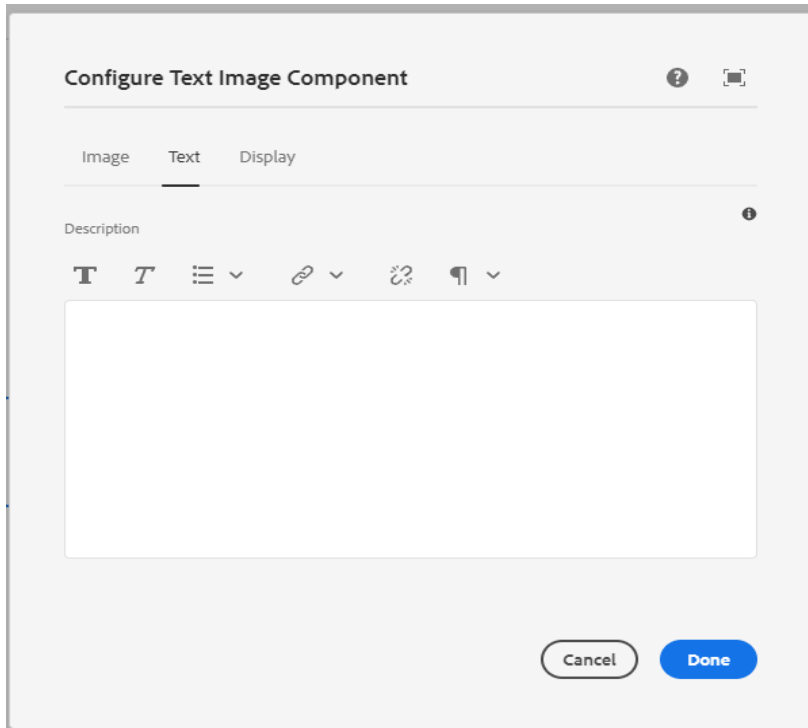 Configure Text Image Component
Image Text Display
Description
Cancel Done